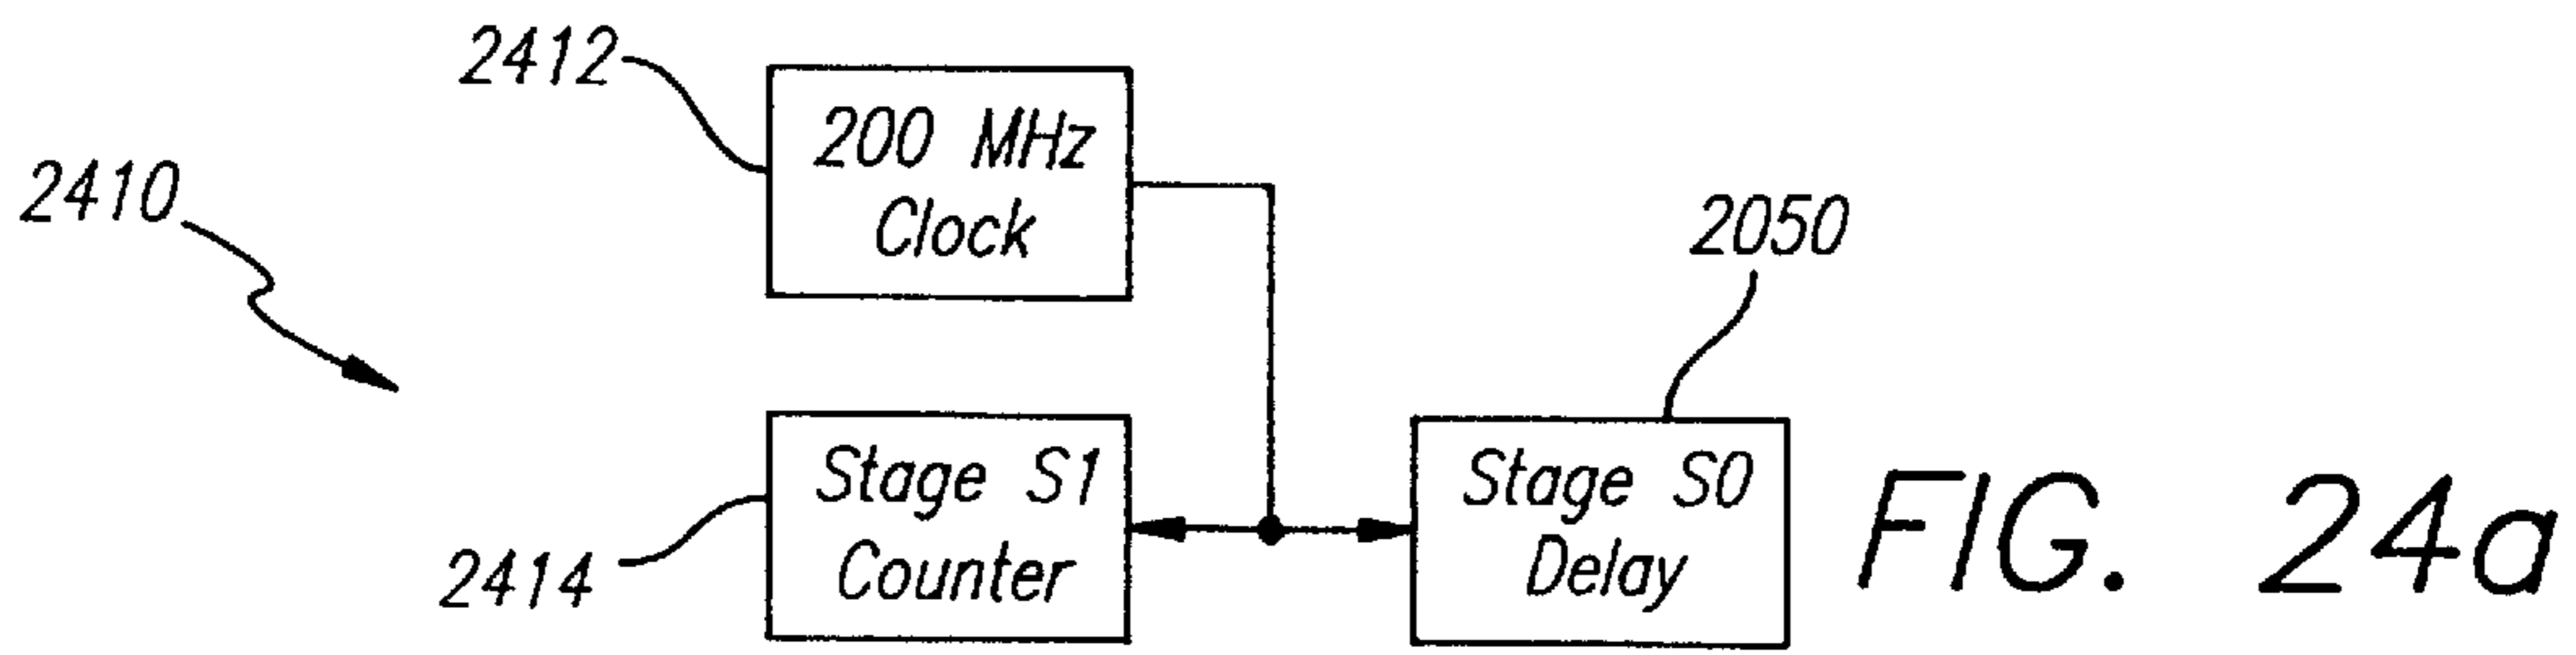 2412
200 MHz
Clock
2410
2050
Stage S1
Counter
2414
Stage S0
Delay
FIG. 24a